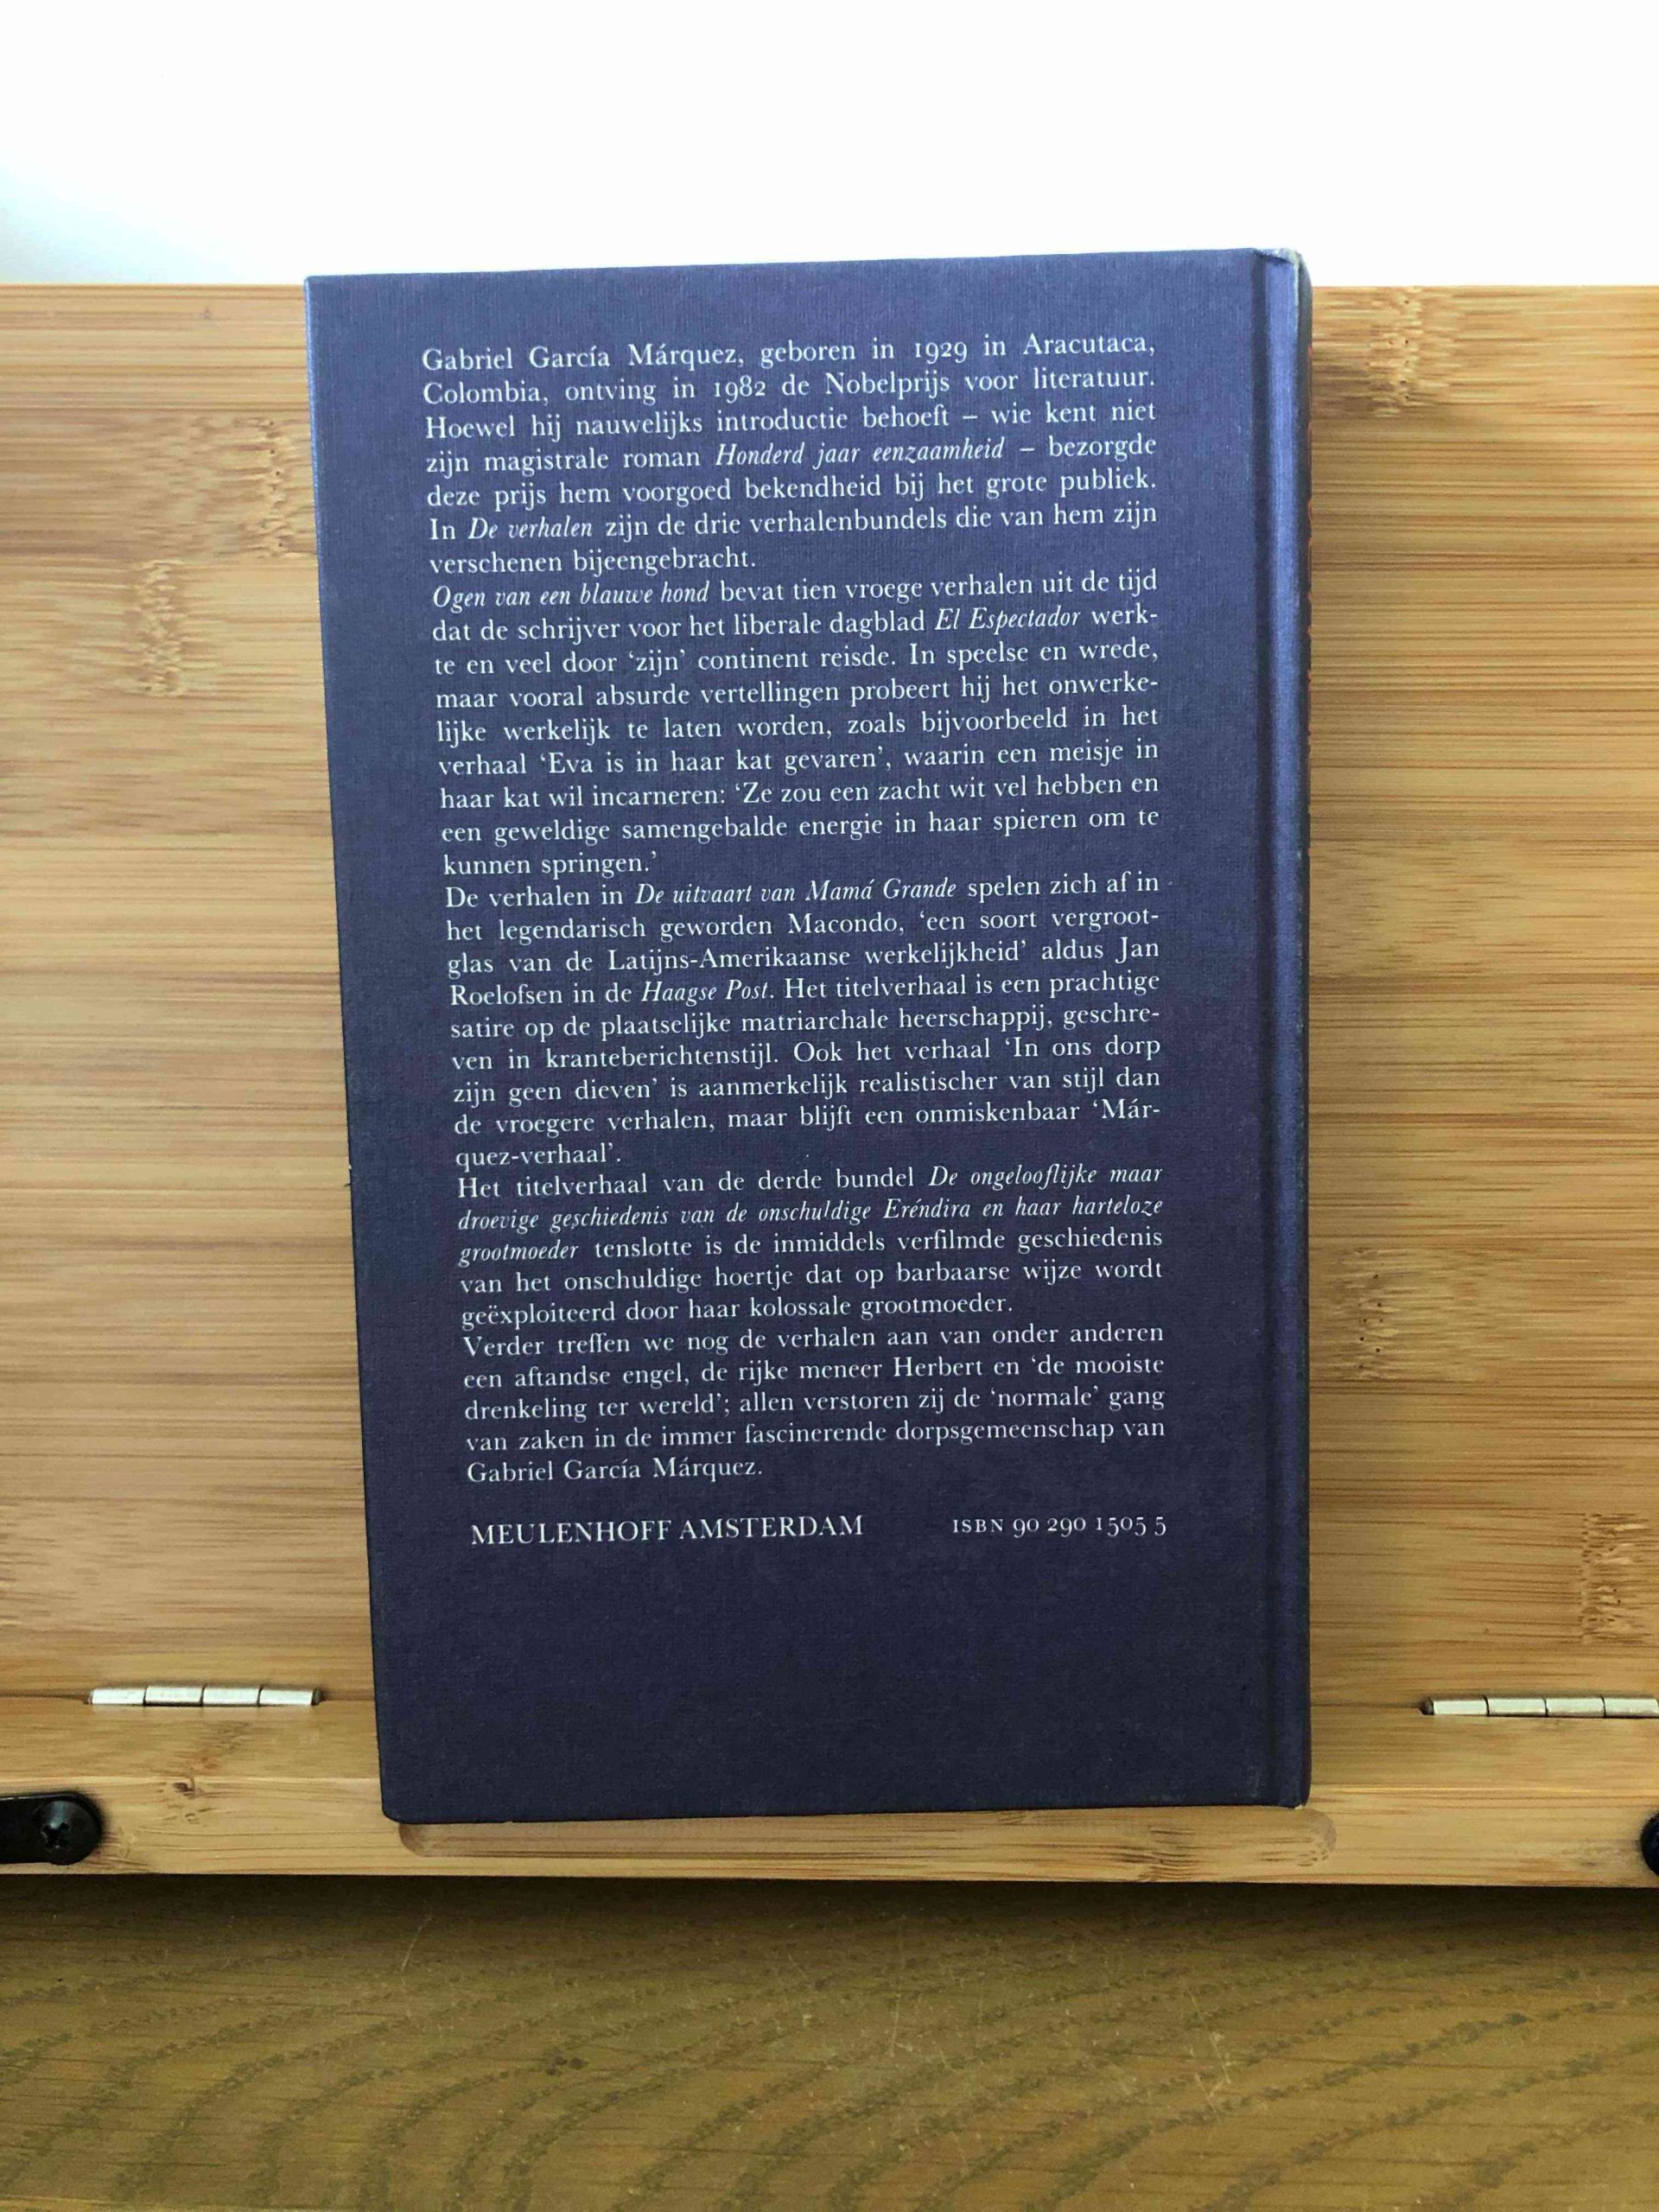 Gabriel García Márquez, geboren in 1929 in Aracutaca,
Colombia, ontving in 1982 de Nobelprijs voor literatuur.
Hoewel hij nauwelijks introductie behoeft – wie kent niet
zijn magistrale roman Honderd jaar eenzaamheid – bezorgde
deze prijs hem voorgoed bekendheid bij het grote publiek.
In De verhalen zijn de drie verhalenbundels die van hem zijn
verschenen bijeengebracht.
Ogen van een blauwe hond bevat tien vroege verhalen uit de tijd
dat de schrijver voor het liberale dagblad El Espectador werk-
te en veel door ‘zijn’ continent reisde. In speelse en wrede,
maar vooral absurde vertellingen probeert hij het onwerke-
lijke werkelijk te laten worden, zoals bijvoorbeeld in het
verhaal ‘Eva is in haar kat gevaren’, waarin een meisje in
haar kat wil incarneren: ‘Ze zou een zacht wit vel hebben en
een geweldige samengebalde energie in haar spieren om te
kunnen springen.’
De verhalen in De uitvaart van Mamá Grande spelen zich af in
het legendarisch geworden Macondo, ‘een soort vergroot-
glas van de Latijns-Amerikaanse werkelijkheid’ aldus Jan
Roelofsen in de Haagse Post. Het titelverhaal is een prachtige
satire op de plaatselijke matriarchale heerschappij, geschre-
ven in kranteberichtenstijl. Ook het verhaal ‘In ons dorp
zijn geen dieven’ is aanmerkelijk realistischer van stijl dan
de vroegere verhalen, maar blijft een onmiskenbaar ‘Már-
quez-verhaal’.
Het titelverhaal van de derde bundel De ongelooflijke maar
droevige geschiedenis van de onschuldige Eréndira en haar harteloze
grootmoeder tenslotte is de inmiddels verfilmde geschiedenis
van het onschuldige hoertje dat op barbaarse wijze wordt
geëxploiteerd door haar kolossale grootmoeder.
Verder treffen we nog de verhalen aan van onder anderen
een aftandse engel, de rijke meneer Herbert en ‘de mooiste
drenkeling ter wereld’; allen verstoren zij de ‘normale’ gang
van zaken in de immer fascinerende dorpsgemeenschap van
Gabriel García Márquez.
MEULENHOFF AMSTERDAM ISBN 90 290 1505 5